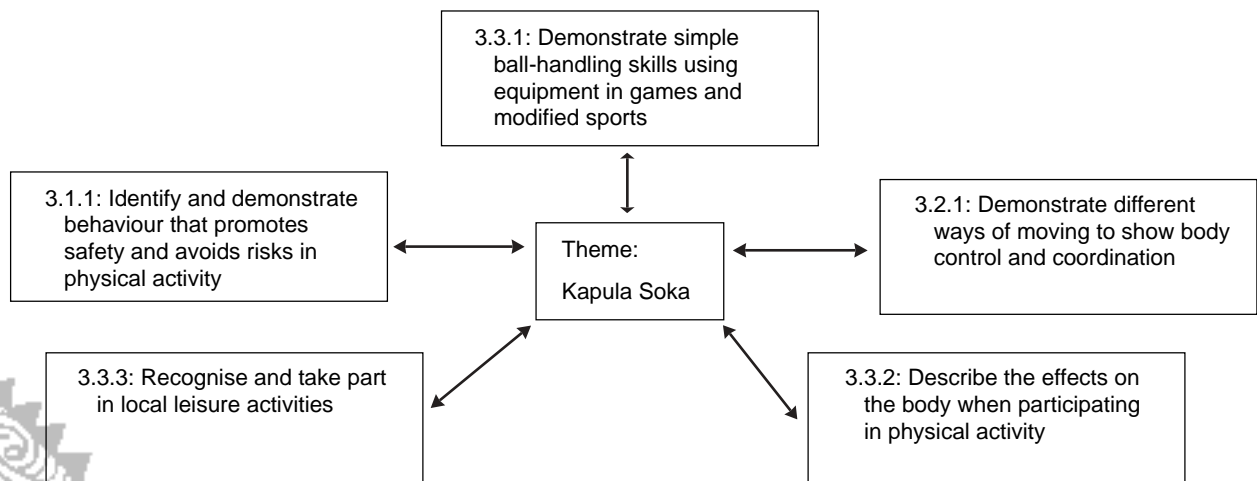 3.3.1: Demonstrate simple
ball-handling skills using
equipment in games and
modified sports
3.1.1: Identify and demonstrate
behaviour that promotes
safety and avoids risks in
physical activity
Theme:
Kapula Soka
3.2.1: Demonstrate different
ways of moving to show body
control and coordination
3.3.3: Recognise and take part
in local leisure activities
3.3.2: Describe the effects on
the body when participating
in physical activity